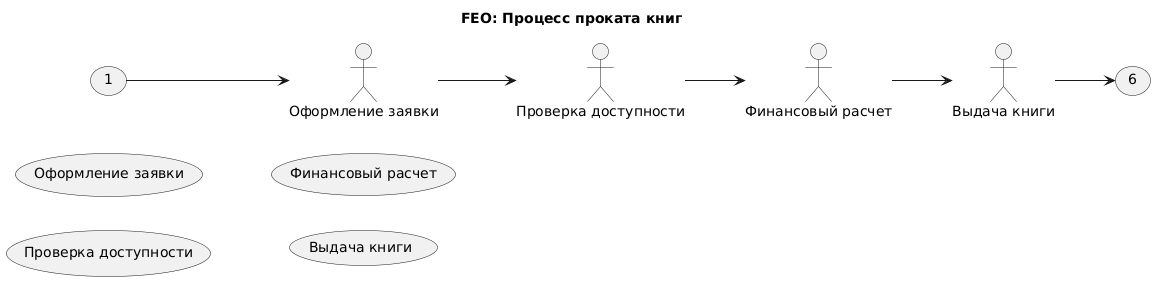 FEO: Процесс проката книг
1
Оформление заявки
Проверка доступности
Финансовый расчет
Выдача книги
6
Оформление заявки
Финансовый расчет
Проверка доступности
Выдача книги